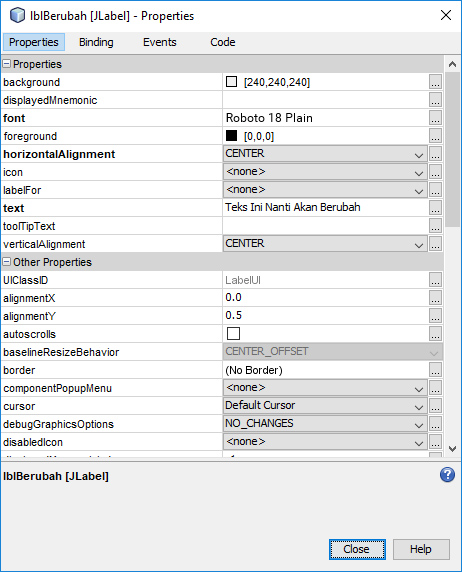 lblBerubah [JLabel] - Properties
Properties Binding Events Code
Properties
background [240,240,240] ...
displayedMnemonic ...
font Roboto 18 Plain ...
foreground [0,0,0] ...
horizontalAlignment CENTER ...
icon <none> ...
labelFor <none> ...
text Teks Ini Nanti Akan Berubah ...
toolTipText ...
verticalAlignment CENTER ...
Other Properties
UIClassID LabelUI ...
alignmentX 0.0 ...
alignmentY 0.5 ...
autoscrolls ...
baselineResizeBehavior CENTER_OFFSET ...
border (No Border) ...
componentPopupMenu <none> ...
cursor Default Cursor ...
debugGraphicsOptions NO_CHANGES ...
disabledIcon <none> ...
lblBerubah [JLabel] ?
Close Help